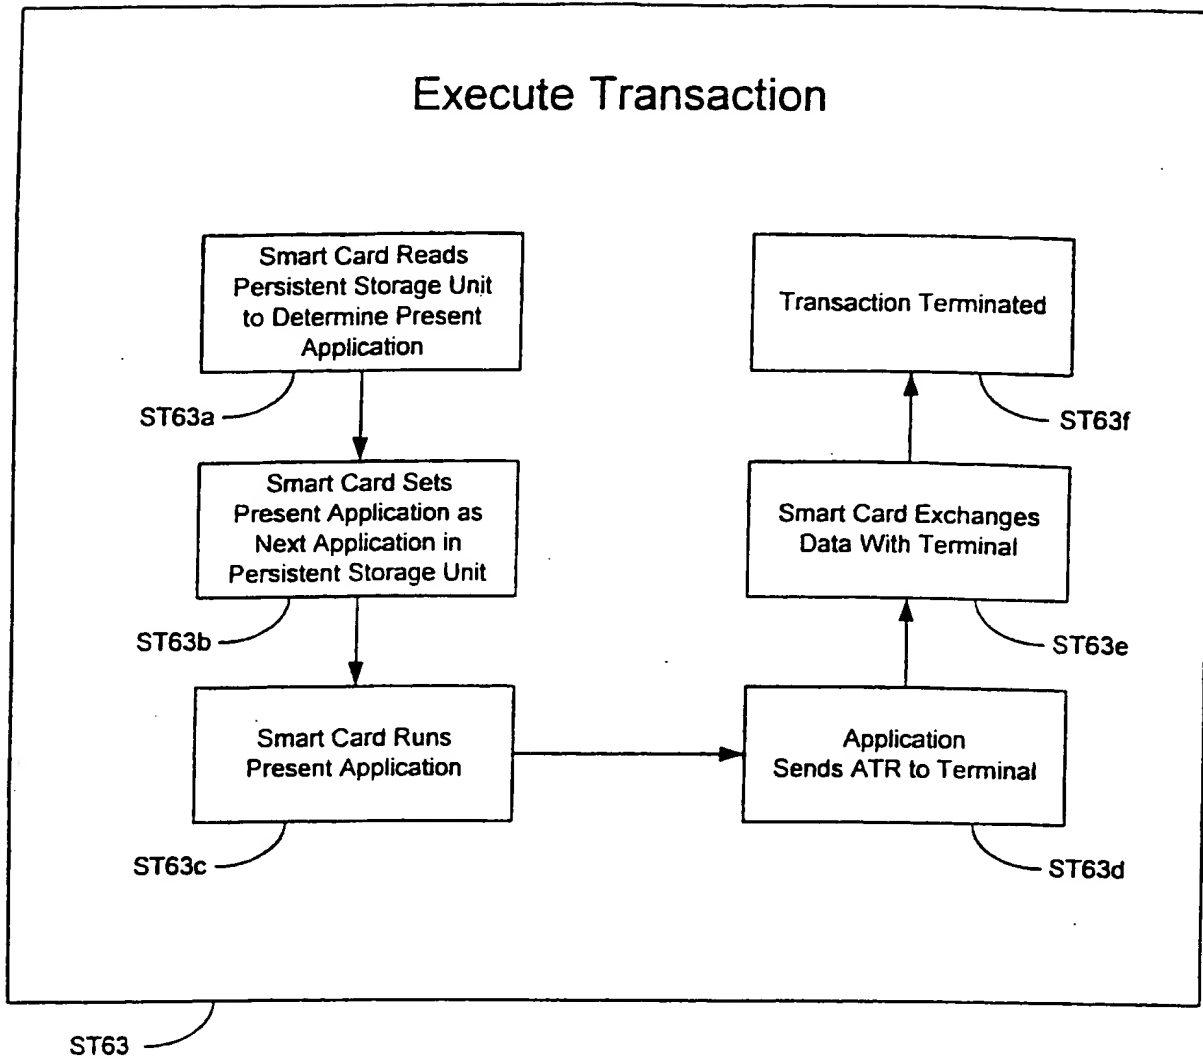 Execute Transaction
Smart Card Reads
Persistent Storage Unit
to Determine Present
Application
ST63a
Smart Card Sets
Present Application as
Next Application in
Persistent Storage Unit
ST63b
Smart Card Runs
Present Application
ST63c
Application
Sends ATR to Terminal
ST63d
Smart Card Exchanges
Data With Terminal
ST63e
Transaction Terminated
ST63f
ST63